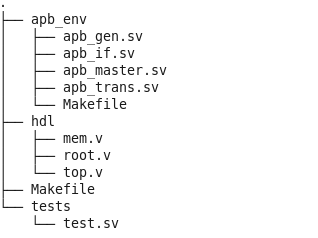 .
├── apb_env
│   ├── apb_gen.sv
│   ├── apb_if.sv
│   ├── apb_master.sv
│   ├── apb_trans.sv
│   └── Makefile
├── hdl
│   ├── mem.v
│   ├── root.v
│   └── top.v
├── Makefile
└── tests
    └── test.sv